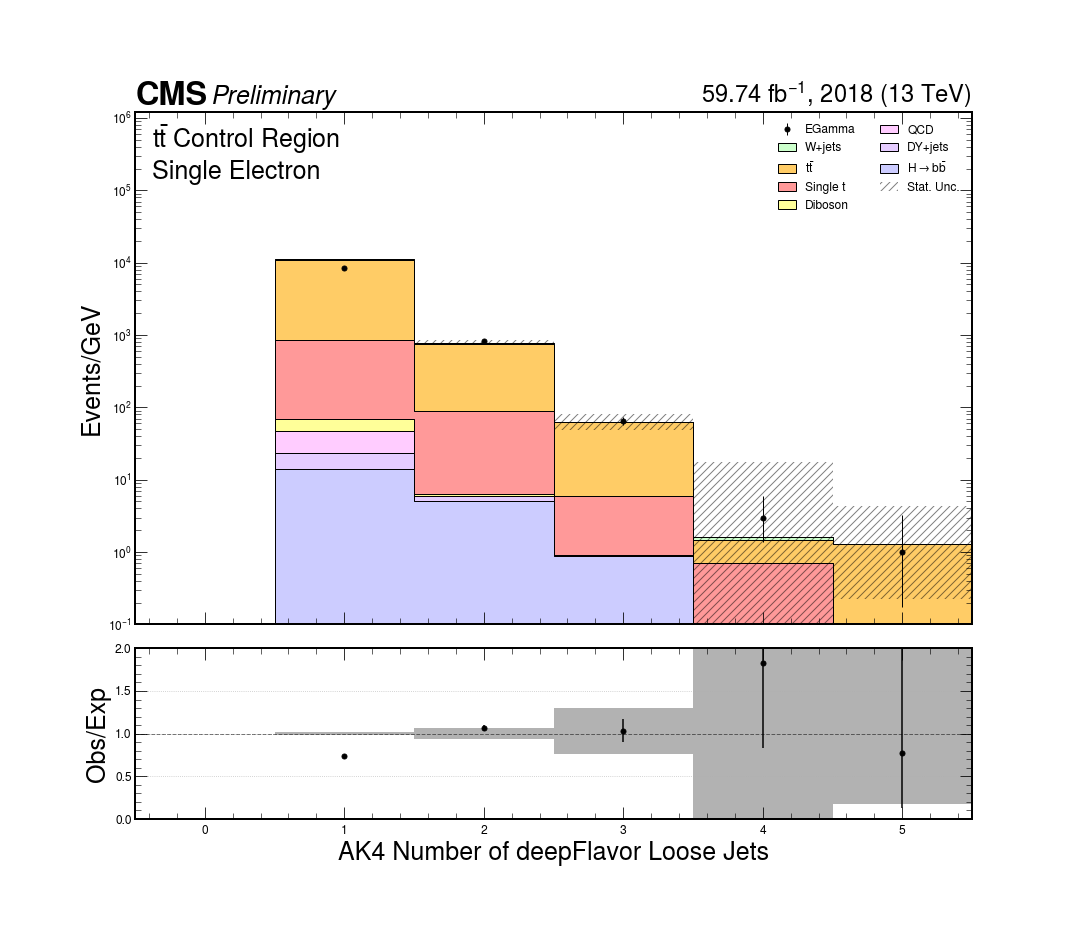 CMS Preliminary
59.74 fb⁻¹, 2018 (13 TeV)
tt̄ Control Region
Single Electron
EGamma
W+jets
tt̄
Single t
Diboson
QCD
DY+jets
H→bb̄
Stat. Unc.
Events/GeV
10⁶
10⁵
10⁴
10³
10²
10¹
10⁰
10⁻¹
Obs/Exp
2.0
1.5
1.0
0.5
0.0
0 1 2 3 4 5
AK4 Number of deepFlavor Loose Jets